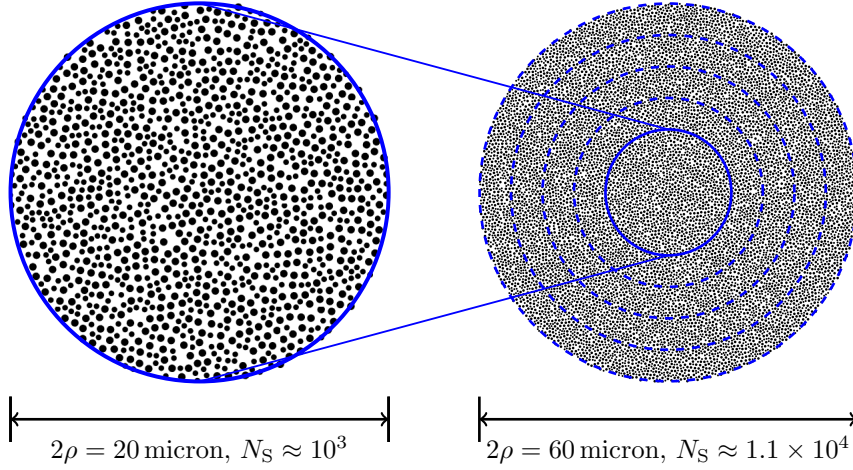 2ρ = 20 micron, N_S ≈ 10^3
2ρ = 60 micron, N_S ≈ 1.1 × 10^4